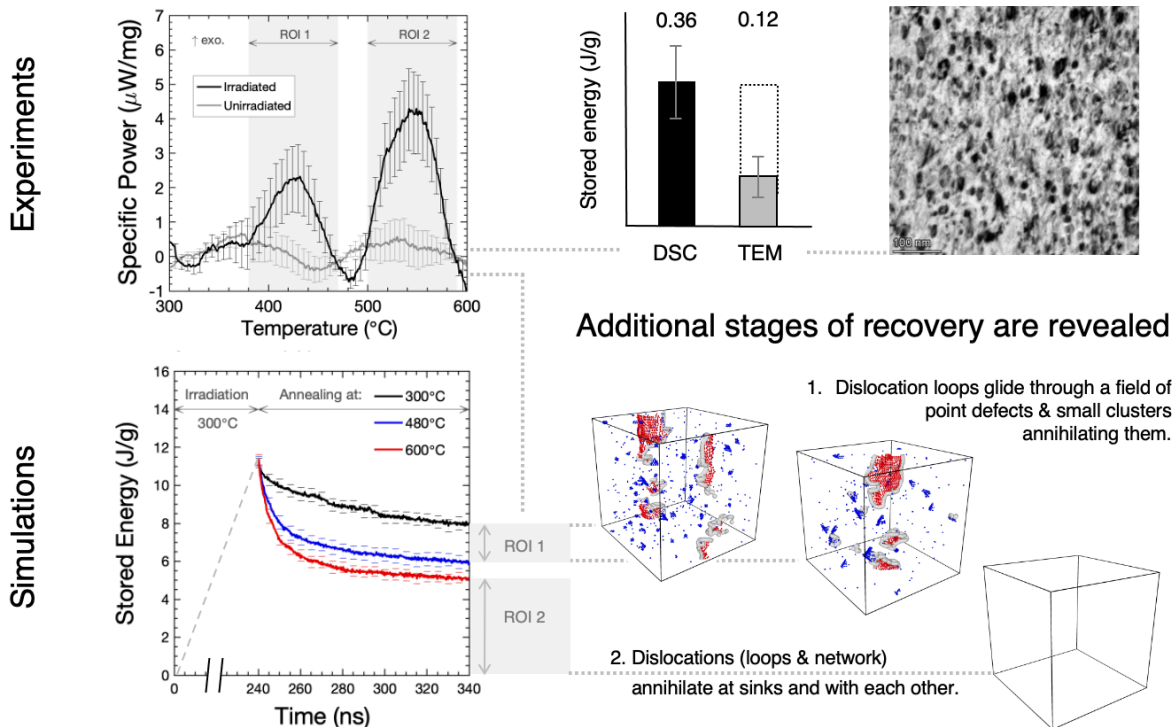 Experiments
↑ exo.
ROI 1
ROI 2
Irradiated
Unirradiated
Specific Power (μW/mg)
7
6
5
4
3
2
1
0
-1
300
400
500
600
Temperature (°C)
0.36
0.12
Stored energy (J/g)
DSC
TEM
100 nm
Additional stages of recovery are revealed
Simulations
Irradiation
300°C
Annealing at:
300°C
480°C
600°C
Stored Energy (J/g)
16
14
12
10
8
6
4
2
0
0
240
260
280
300
320
340
Time (ns)
ROI 1
ROI 2
1. Dislocation loops glide through a field of
point defects & small clusters
annihilating them.
2. Dislocations (loops & network)
annihilate at sinks and with each other.